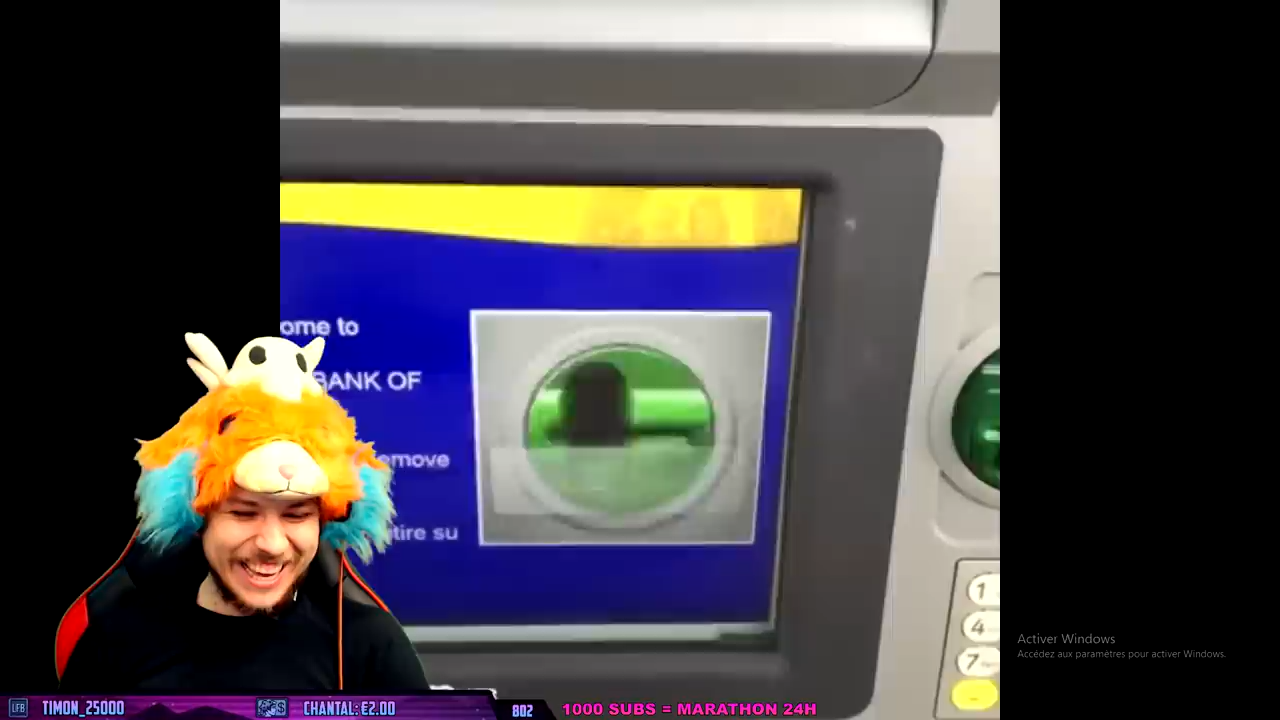 ome to
BANK OF
emove
tire su
1
4
7
Activer Windows
Accédez aux paramètres pour activer Windows.
TIMON_25000
CHANTAL: £2.00
802
1000 SUBS = MARATHON 24H